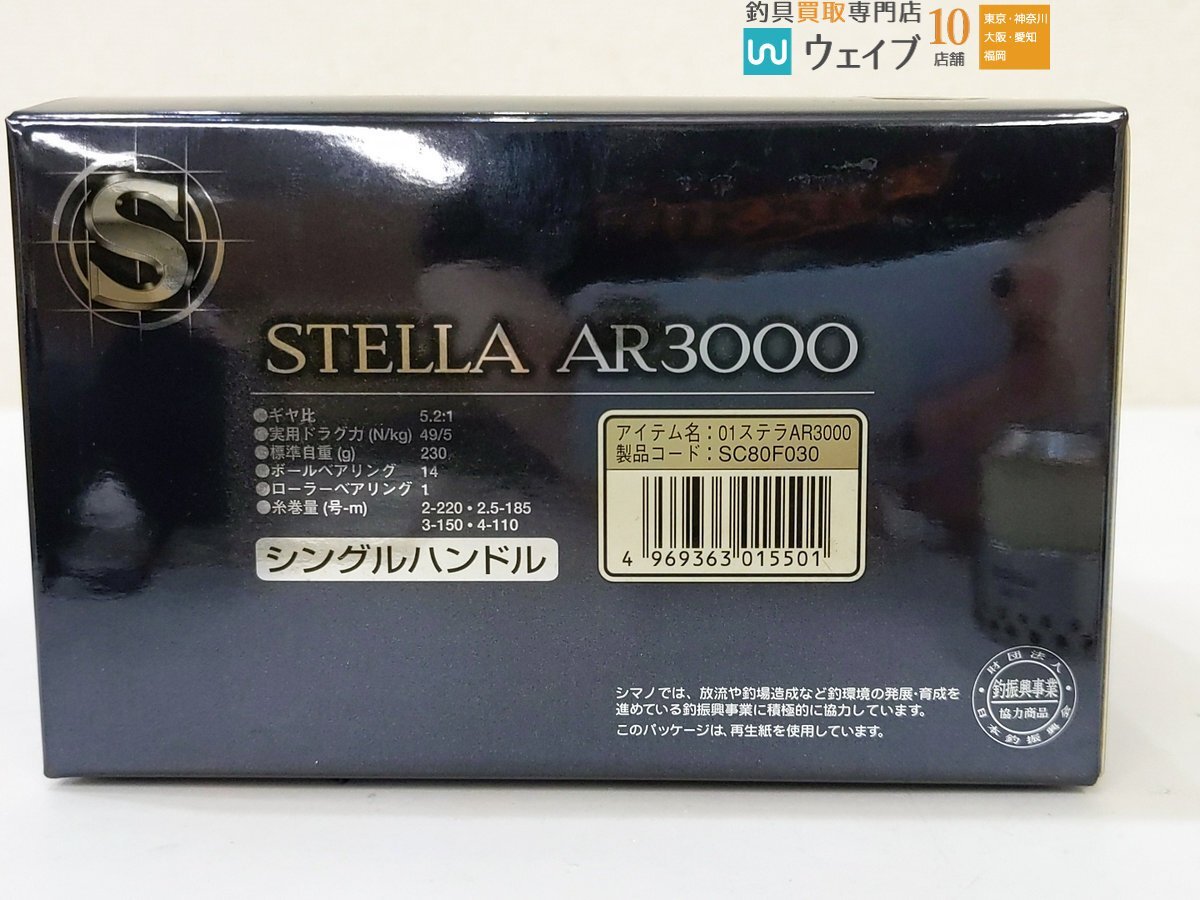 釣具買取専門店
ウェイブ
10店舗
東京・神奈川
大阪・愛知
福岡
S
STELLA AR3000
●ギヤ比 5.2:1
●実用ドラグ力 (N/kg) 49/5
●標準自重 (g) 230
●ボールベアリング 14
●ローラーベアリング 1
●糸巻量 (号-m) 2-220・2.5-185
3-150・4-110
シングルハンドル
アイテム名：01ステラAR3000
製品コード：SC80F030
4 969363 015501
シマノでは、放流や釣場造成など釣環境の発展・育成を
進めている釣振興事業に積極的に協力しています。
このパッケージは、再生紙を使用しています。
財団法人
釣振興事業
協力商品
日本釣振興会